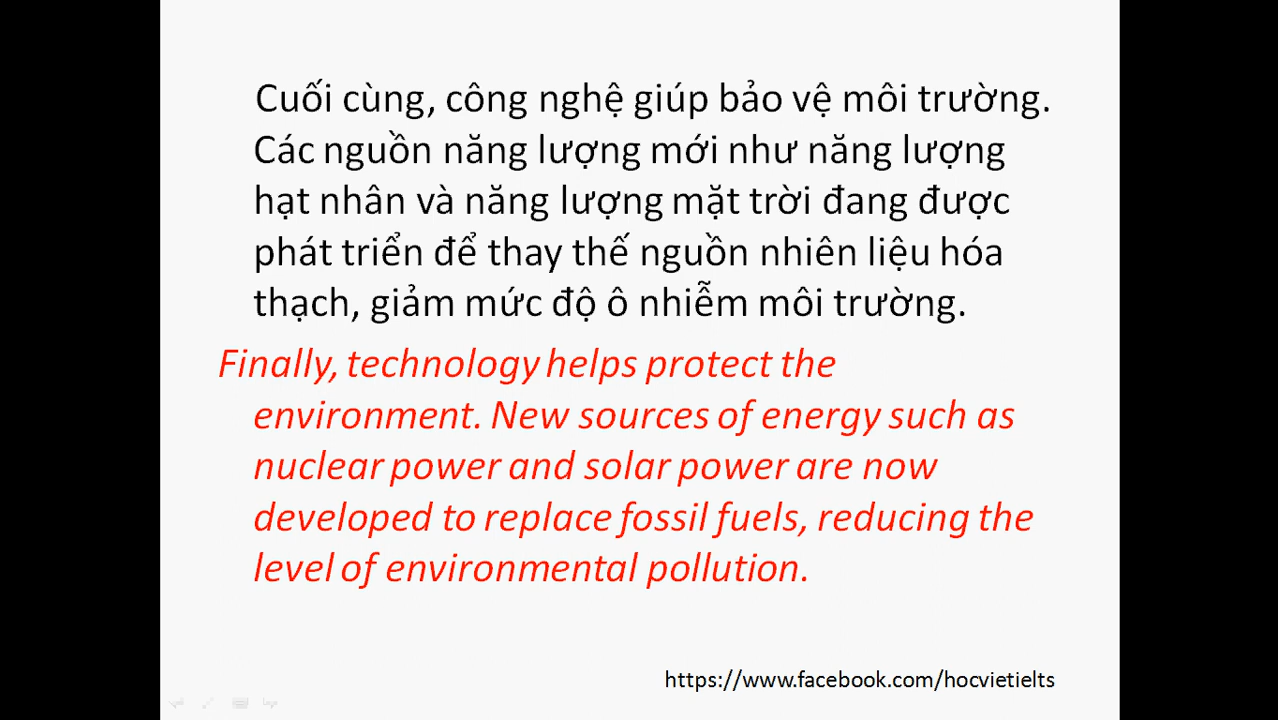 Cuối cùng, công nghệ giúp bảo vệ môi trường.
Các nguồn năng lượng mới như năng lượng
hạt nhân và năng lượng mặt trời đang được
phát triển để thay thế nguồn nhiên liệu hóa
thạch, giảm mức độ ô nhiễm môi trường.
Finally, technology helps protect the
environment. New sources of energy such as
nuclear power and solar power are now
developed to replace fossil fuels, reducing the
level of environmental pollution.
https://www.facebook.com/hocvietielts